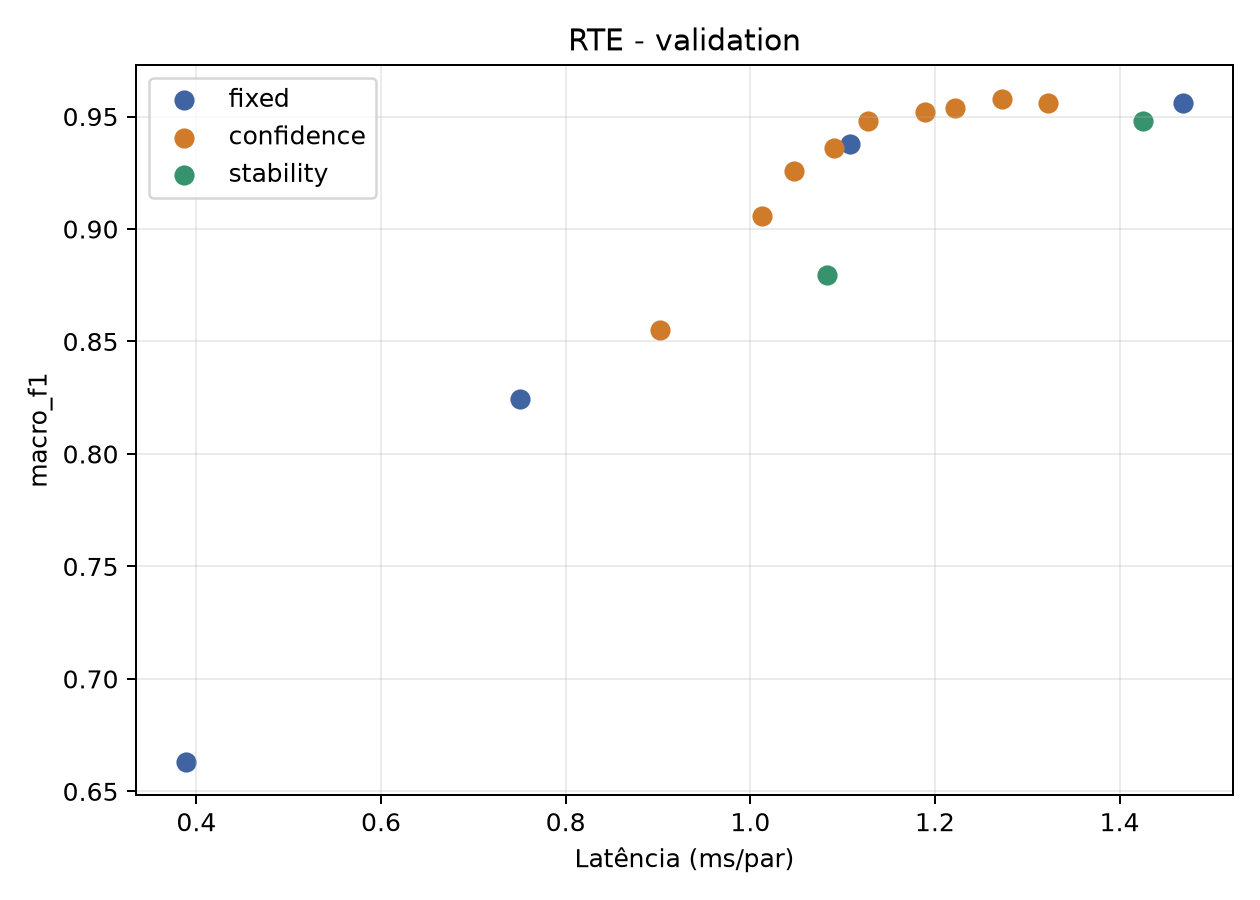 RTE - validation
fixed
confidence
stability
macro_f1
0.95
0.90
0.85
0.80
0.75
0.70
0.65
0.4 0.6 0.8 1.0 1.2 1.4
Latência (ms/par)